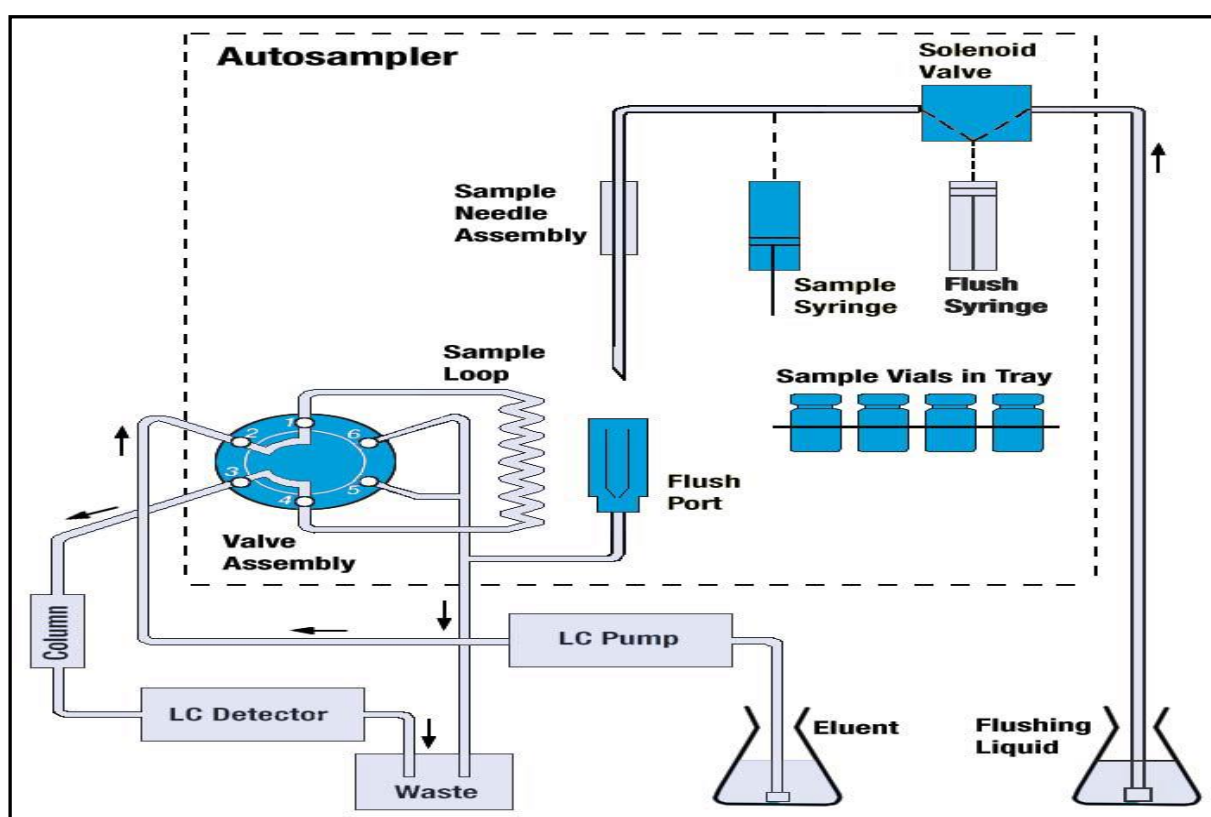 Autosampler
Solenoid
Valve
Sample
Needle
Assembly
Sample
Syringe
Flush
Syringe
Sample
Loop
Sample Vials in Tray
1
2
6
3
5
4
Flush
Port
Valve
Assembly
Column
LC Pump
LC Detector
Eluent
Flushing
Liquid
Waste